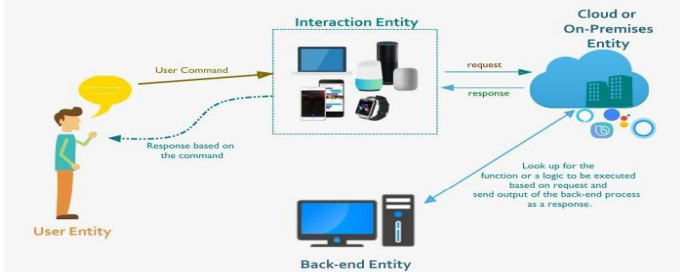 Interaction Entity
Cloud or
On-Premises
Entity
User Command
request
response
Response based on
the command
Look up for the
function or a logic to be executed
based on request and
send output of the back-end process
as a response.
User Entity
Back-end Entity